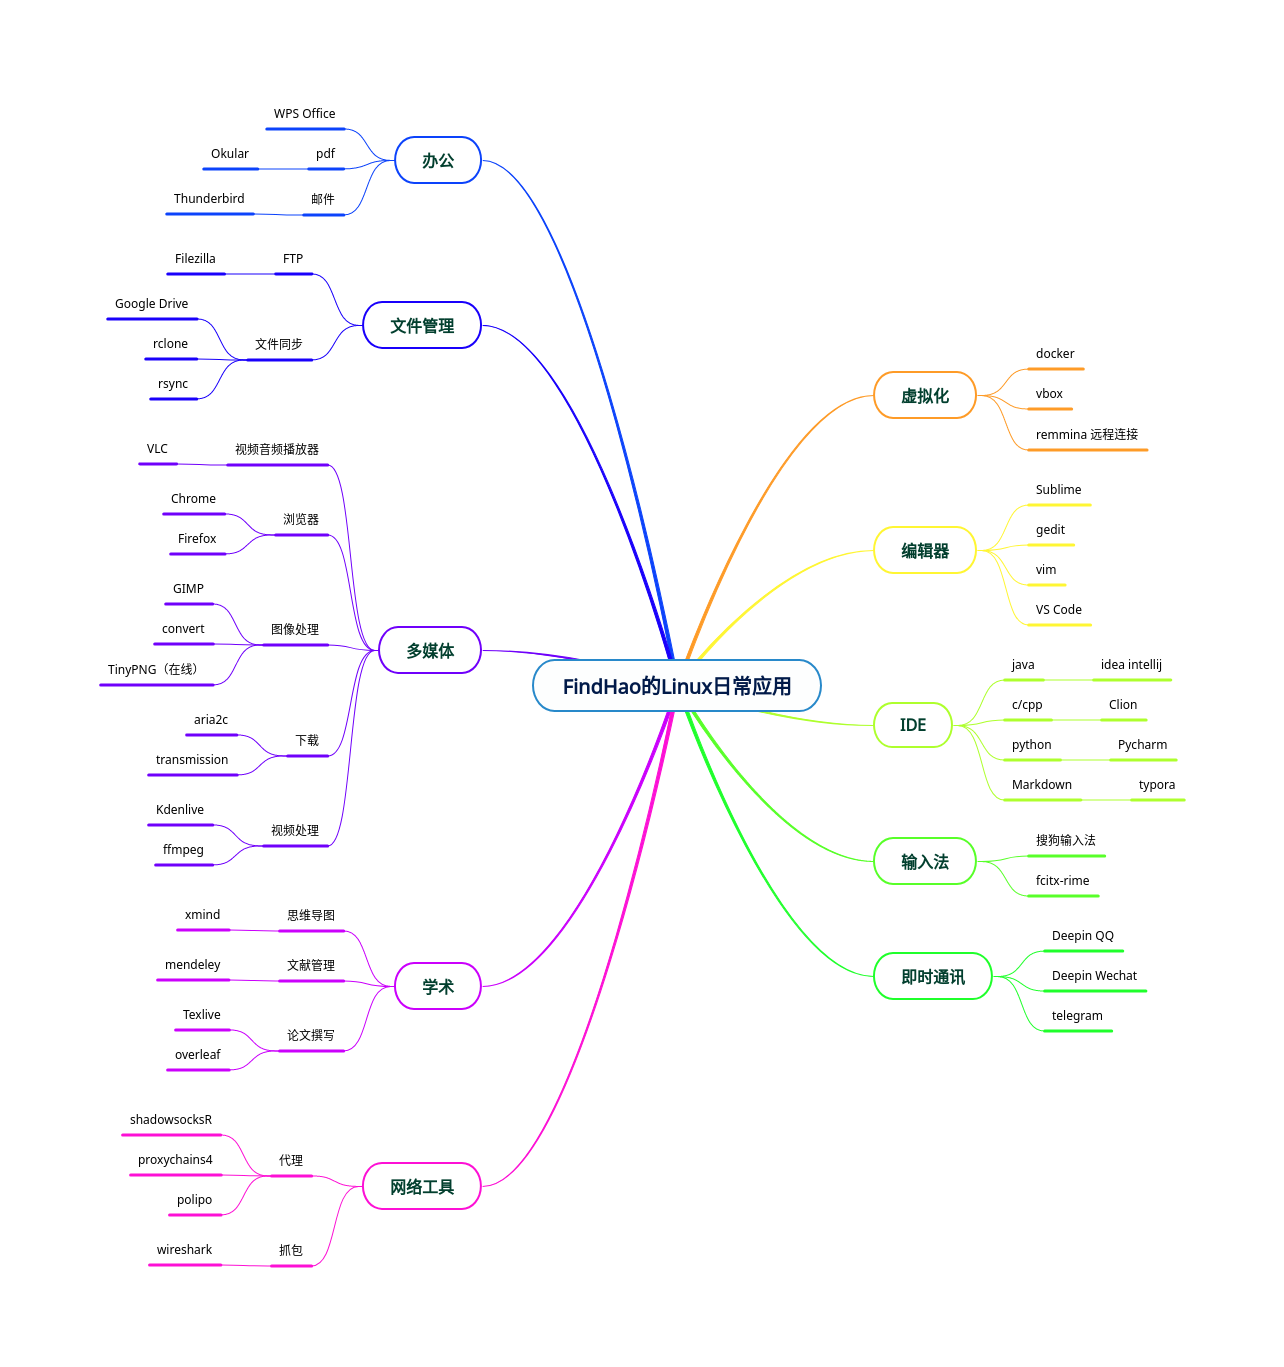 FindHao的Linux日常应用
办公
WPS Office
pdf
Okular
邮件
Thunderbird
文件管理
FTP
Filezilla
文件同步
Google Drive
rclone
rsync
多媒体
视频音频播放器
VLC
浏览器
Chrome
Firefox
图像处理
GIMP
convert
TinyPNG（在线）
下载
aria2c
transmission
视频处理
Kdenlive
ffmpeg
学术
思维导图
xmind
文献管理
mendeley
论文撰写
Texlive
overleaf
网络工具
代理
shadowsocksR
proxychains4
polipo
抓包
wireshark
虚拟化
docker
vbox
remmina 远程连接
编辑器
Sublime
gedit
vim
VS Code
IDE
java
idea intellij
c/cpp
Clion
python
Pycharm
Markdown
typora
输入法
搜狗输入法
fcitx-rime
即时通讯
Deepin QQ
Deepin Wechat
telegram